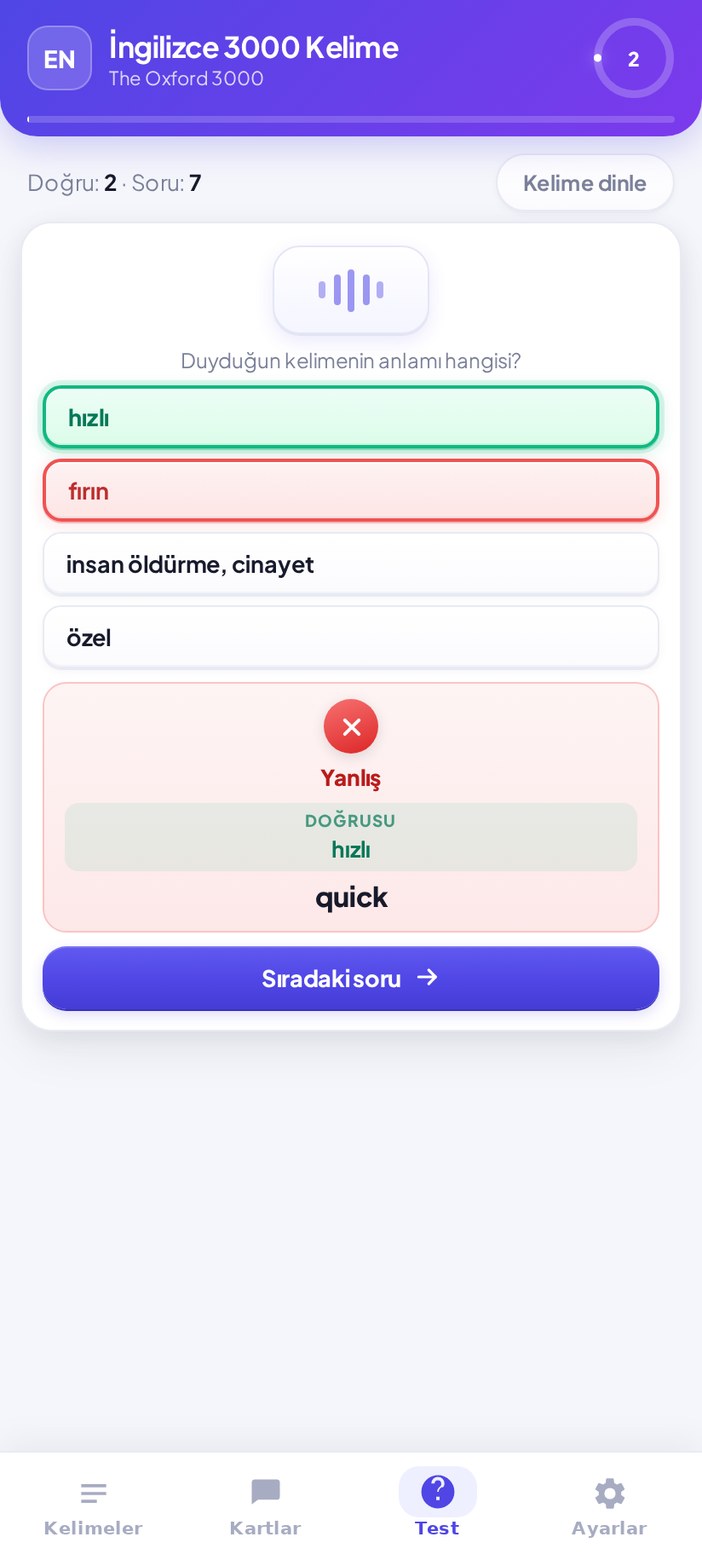 EN
İngilizce 3000 Kelime
The Oxford 3000
2
Doğru: 2 · Soru: 7
Kelime dinle
Duyduğun kelimenin anlamı hangisi?
hızlı
fırın
insan öldürme, cinayet
özel
Yanlış
DOĞRUSU
hızlı
quick
Sıradaki soru →
Kelimeler
Kartlar
Test
Ayarlar